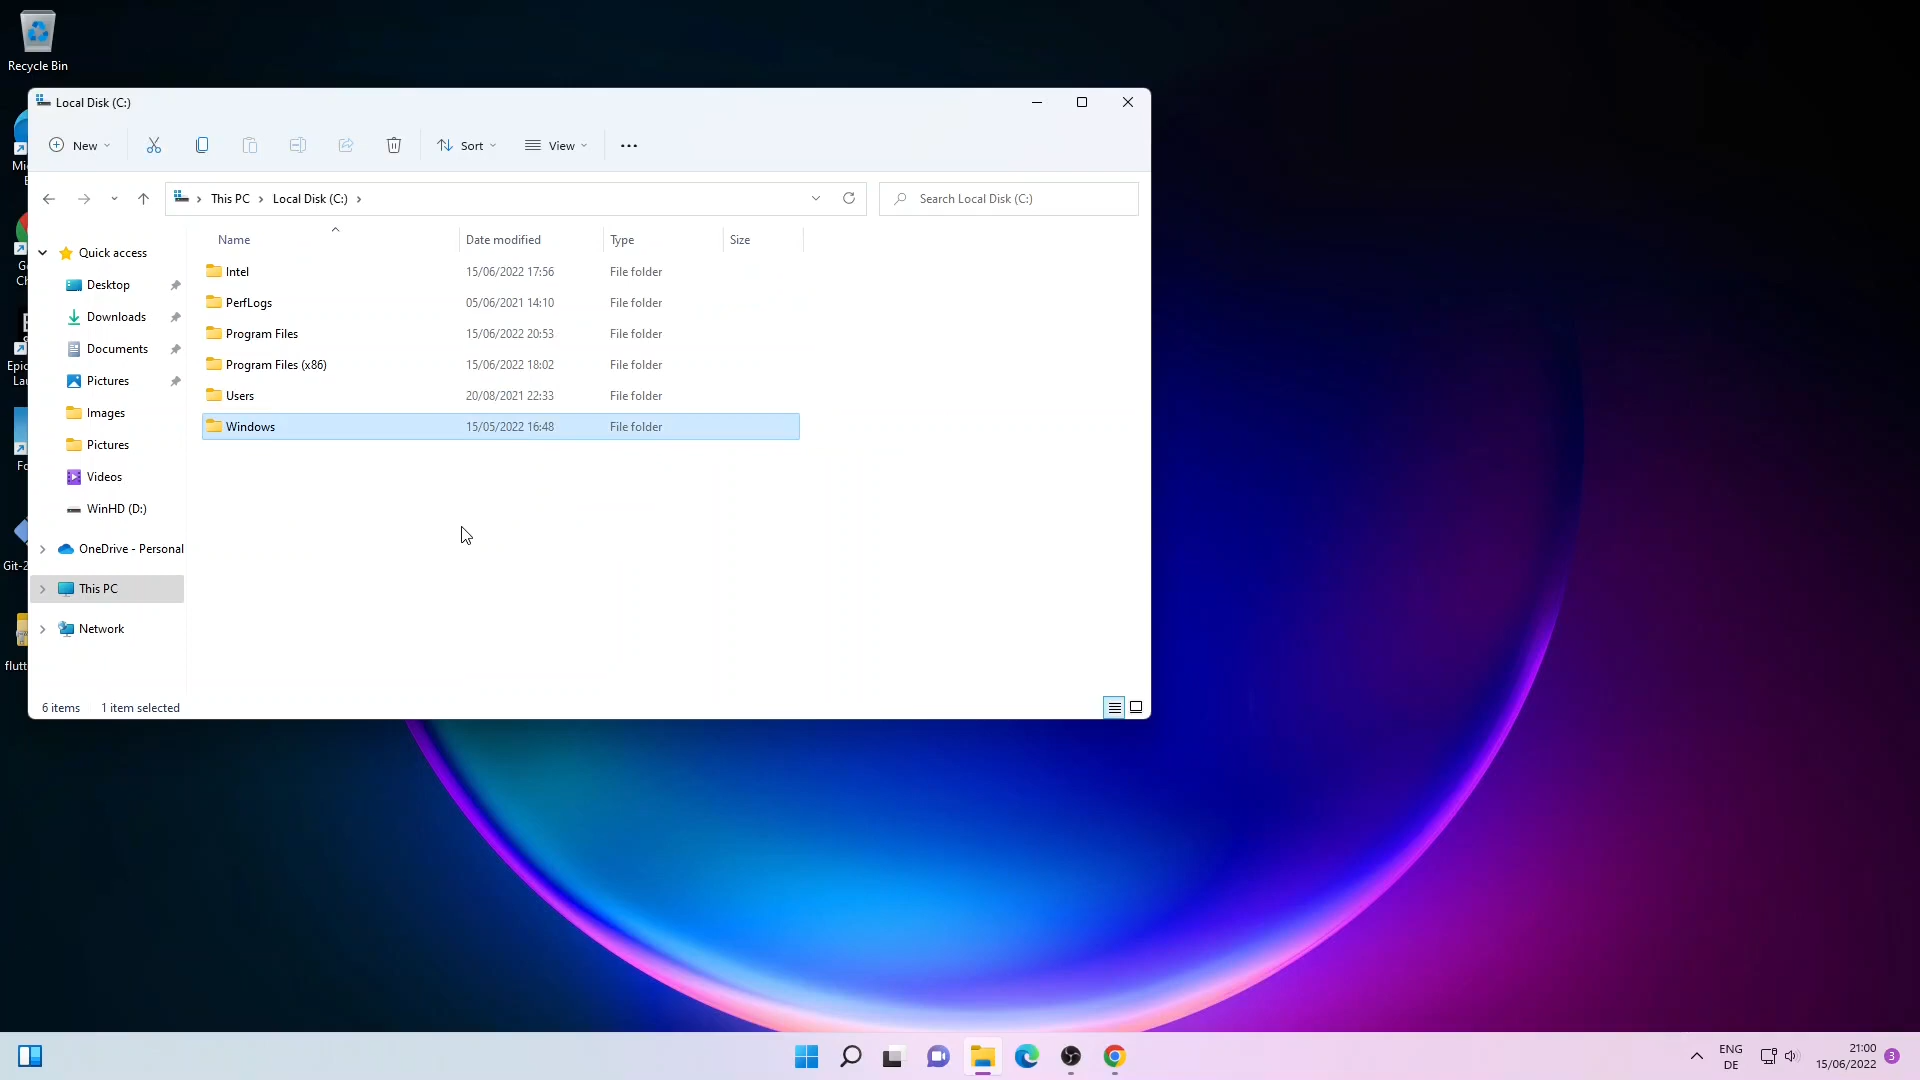 Recycle Bin
Local Disk (C:)
New
Sort
View
This PC
Local Disk (C:)
Search Local Disk (C:)
Name
Date modified
Type
Size
Intel
15/06/2022 17:56
File folder
PerfLogs
05/06/2021 14:10
File folder
Program Files
15/06/2022 20:53
File folder
Program Files (x86)
15/06/2022 18:02
File folder
Users
20/08/2021 22:33
File folder
Windows
15/05/2022 16:48
File folder
Quick access
Desktop
Downloads
Documents
Pictures
Images
Pictures
Videos
WinHD (D:)
OneDrive - Personal
This PC
Network
6 items
1 item selected
Epic
Git-2
flutt
ENG
DE
21:00
15/06/2022
3